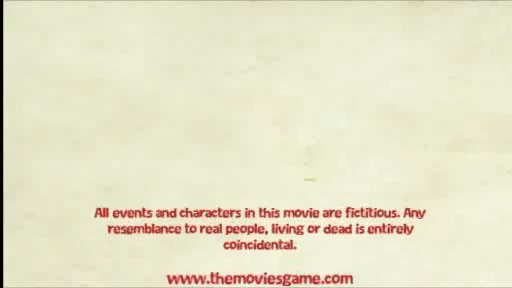 All events and characters in this movie are fictitious. Any
resemblance to real people, living or dead is entirely
coincidental.
www.themoviesgame.com